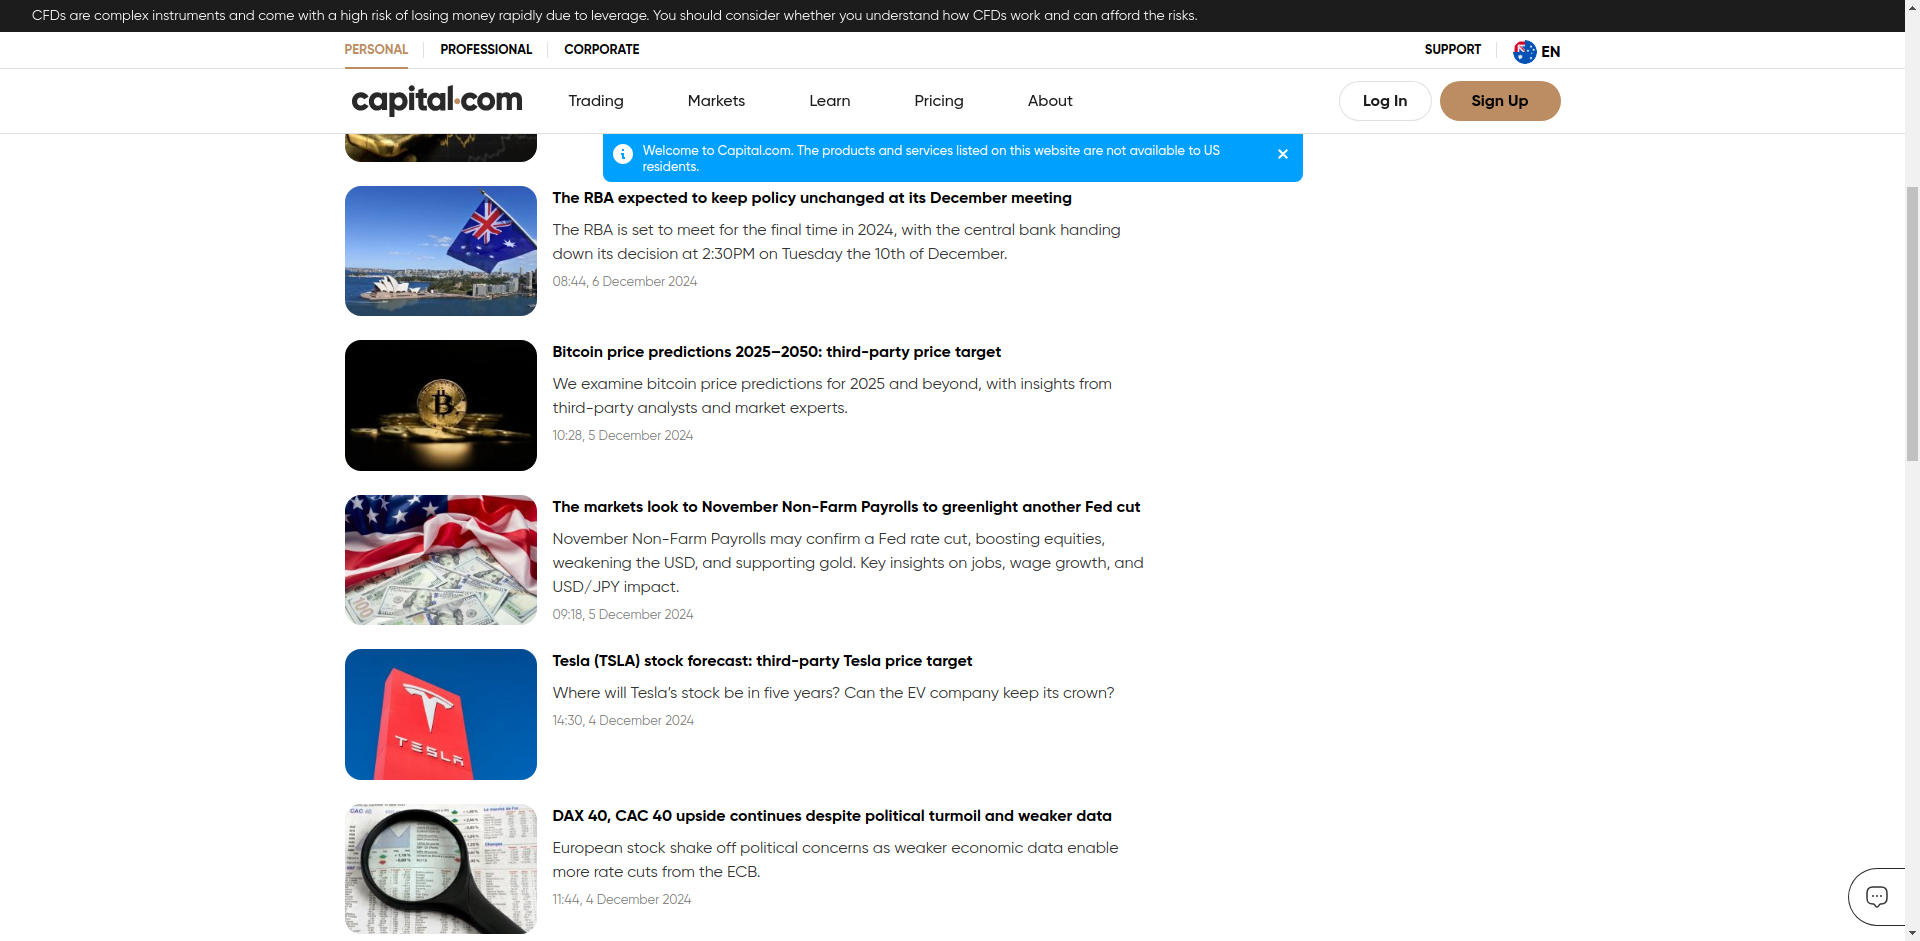 CFDs are complex instruments and come with a high risk of losing money rapidly due to leverage. You should consider whether you understand how CFDs work and can afford the risks.
PERSONAL
PROFESSIONAL
CORPORATE
SUPPORT
EN
capital.com
Trading
Markets
Learn
Pricing
About
Log In
Sign Up
Welcome to Capital.com. The products and services listed on this website are not available to US
residents.
The RBA expected to keep policy unchanged at its December meeting
The RBA is set to meet for the final time in 2024, with the central bank handing
down its decision at 2:30PM on Tuesday the 10th of December.
08:44, 6 December 2024
Bitcoin price predictions 2025–2050: third-party price target
We examine bitcoin price predictions for 2025 and beyond, with insights from
third-party analysts and market experts.
10:28, 5 December 2024
The markets look to November Non-Farm Payrolls to greenlight another Fed cut
November Non-Farm Payrolls may confirm a Fed rate cut, boosting equities,
weakening the USD, and supporting gold. Key insights on jobs, wage growth, and
USD/JPY impact.
09:18, 5 December 2024
TESLA
Tesla (TSLA) stock forecast: third-party Tesla price target
Where will Tesla's stock be in five years? Can the EV company keep its crown?
14:30, 4 December 2024
CAC 40
DAX 40, CAC 40 upside continues despite political turmoil and weaker data
European stock shake off political concerns as weaker economic data enable
more rate cuts from the ECB.
11:44, 4 December 2024